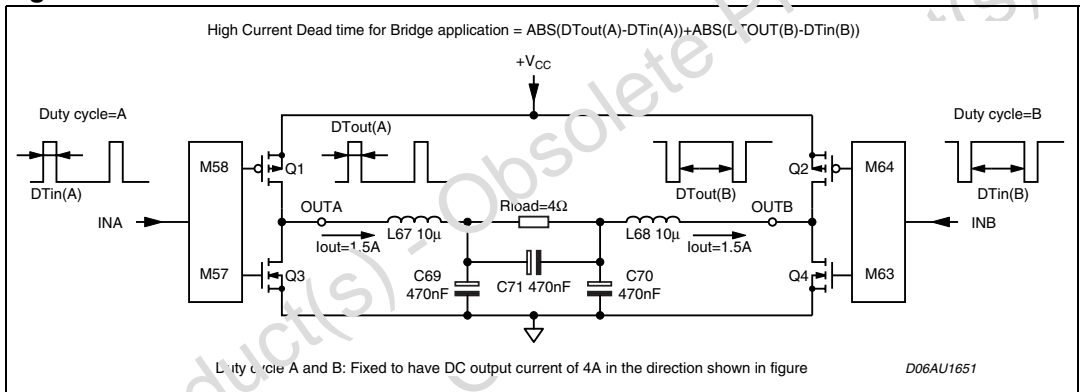 High Current Dead time for Bridge application = ABS(DTout(A)-DTin(A))+ABS(DTOUT(B)-DTin(B))
+VCC
Duty cycle=A
DTout(A)
Duty cycle=B
M58
Q1
Q2
M64
DTin(A)
DTout(B)
DTin(B)
INA
OUTA
Rload=4Ω
OUTB
INB
L67 10µ
L68 10µ
Iout=1.5A
Iout=1.5A
M57
Q3
C69
470nF
C71 470nF
C70
470nF
Q4
M63
Duty cycle A and B: Fixed to have DC output current of 4A in the direction shown in figure
D06AU1651
duct(s) - Obsolete P
t(s)